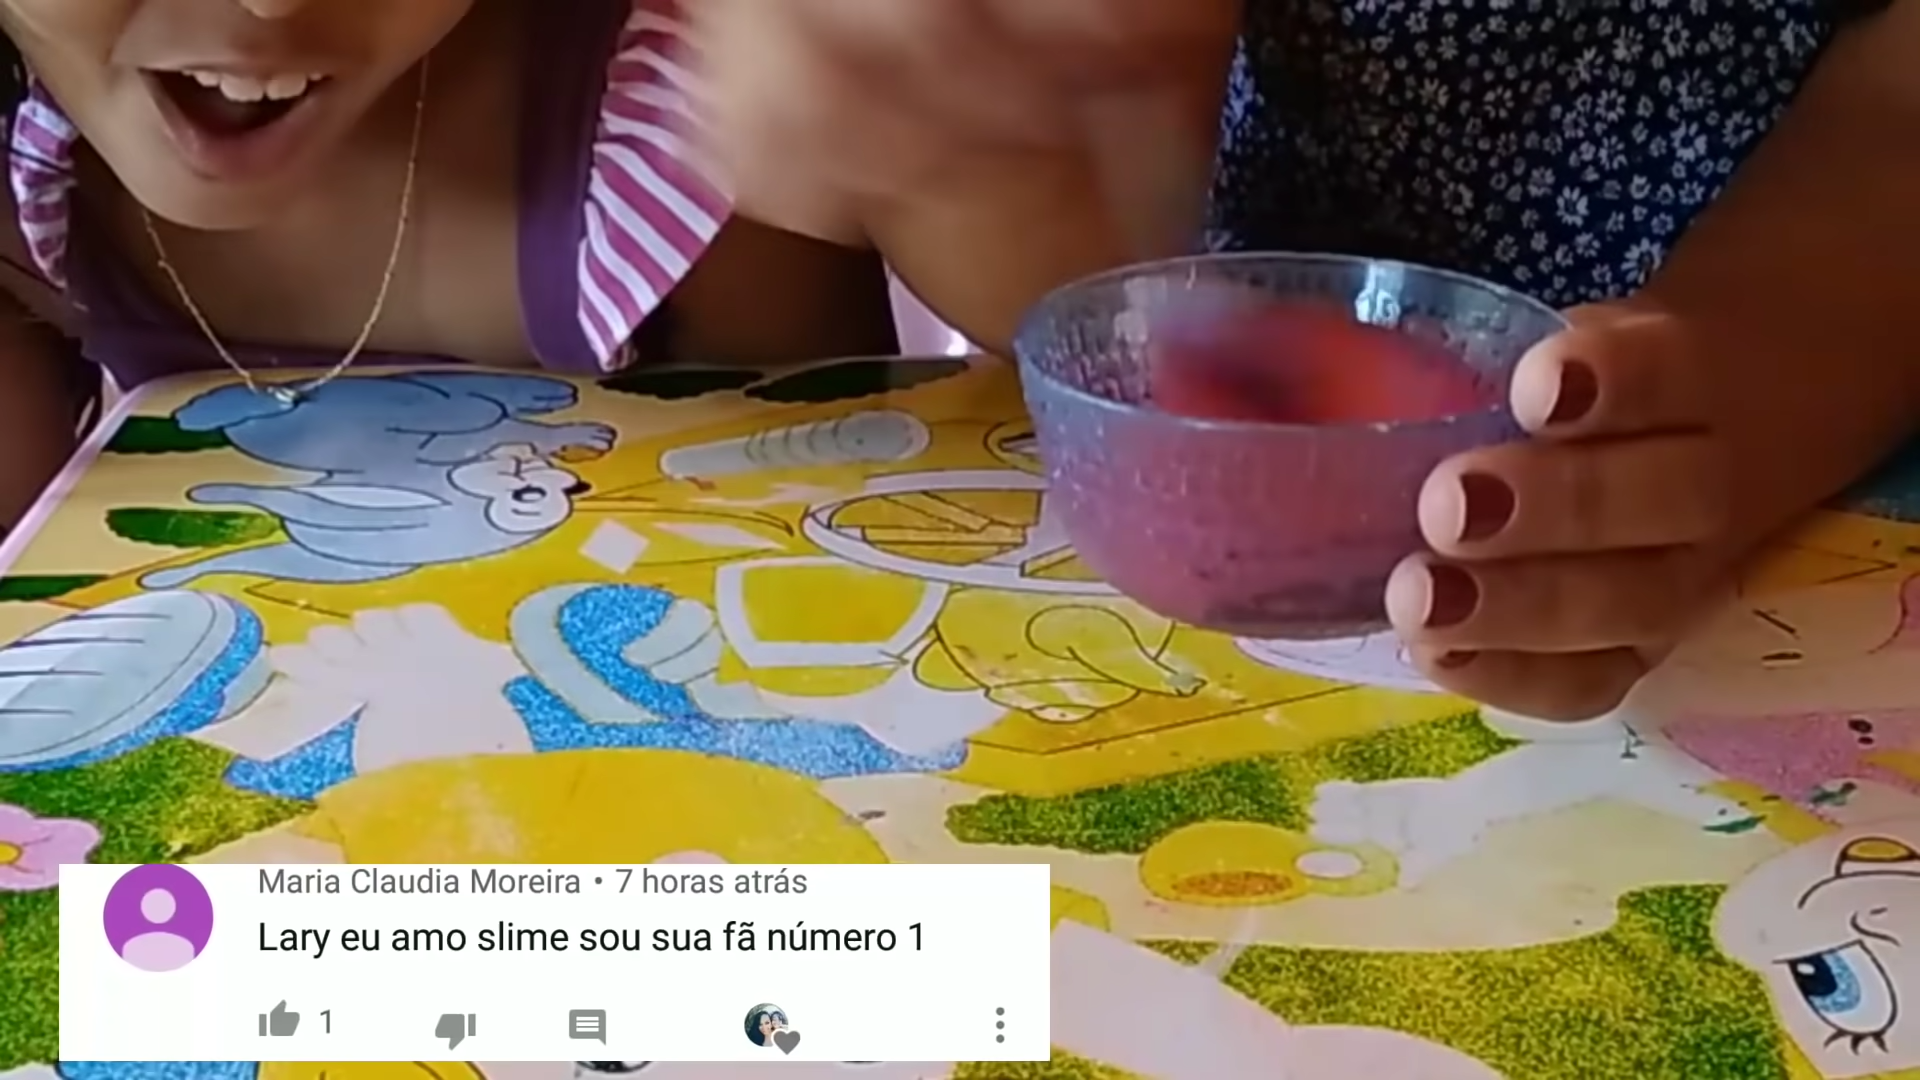 Maria Claudia Moreira • 7 horas atrás
Lary eu amo slime sou sua fã número 1
1